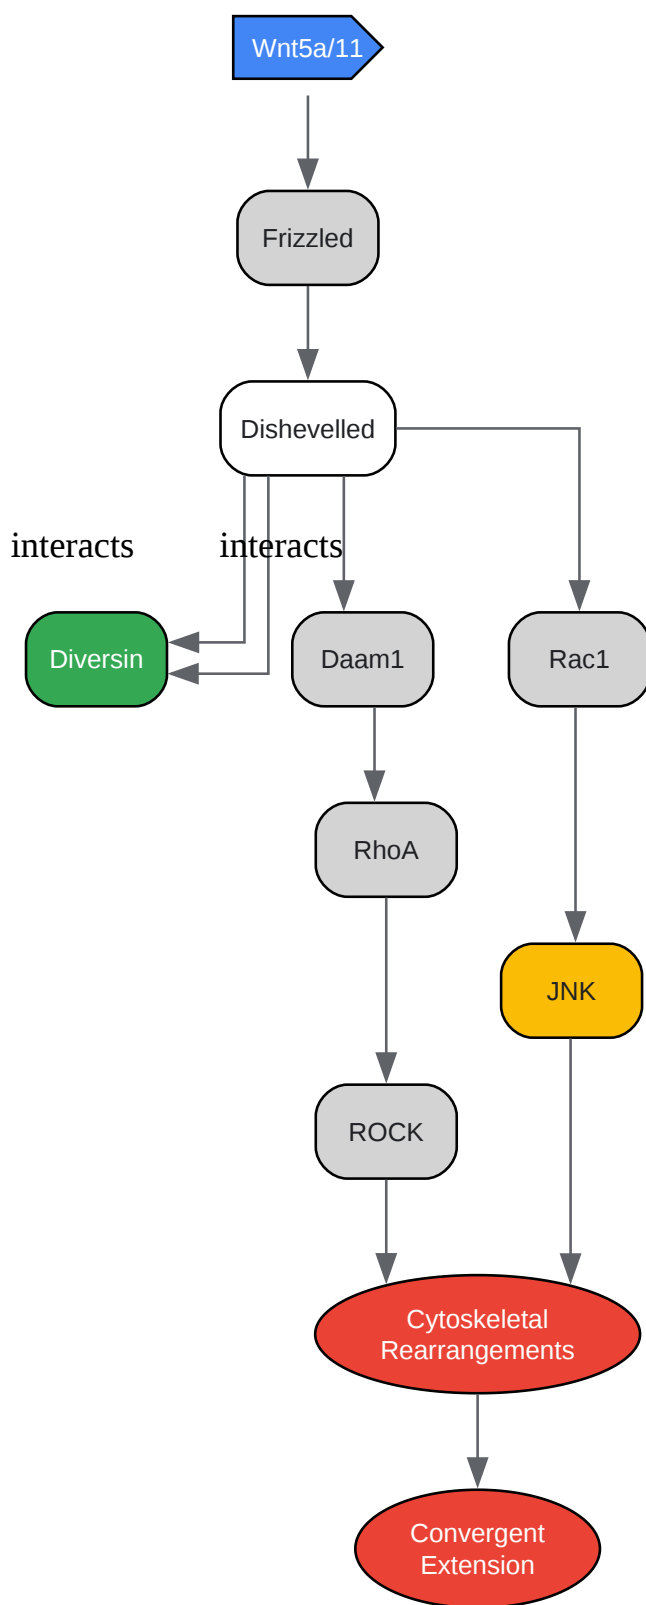 Wnt5a/11
Frizzled
Dishevelled
interacts
interacts
Diversin
Daam1
Rac1
RhoA
JNK
ROCK
Cytoskeletal
Rearrangements
Convergent
Extension